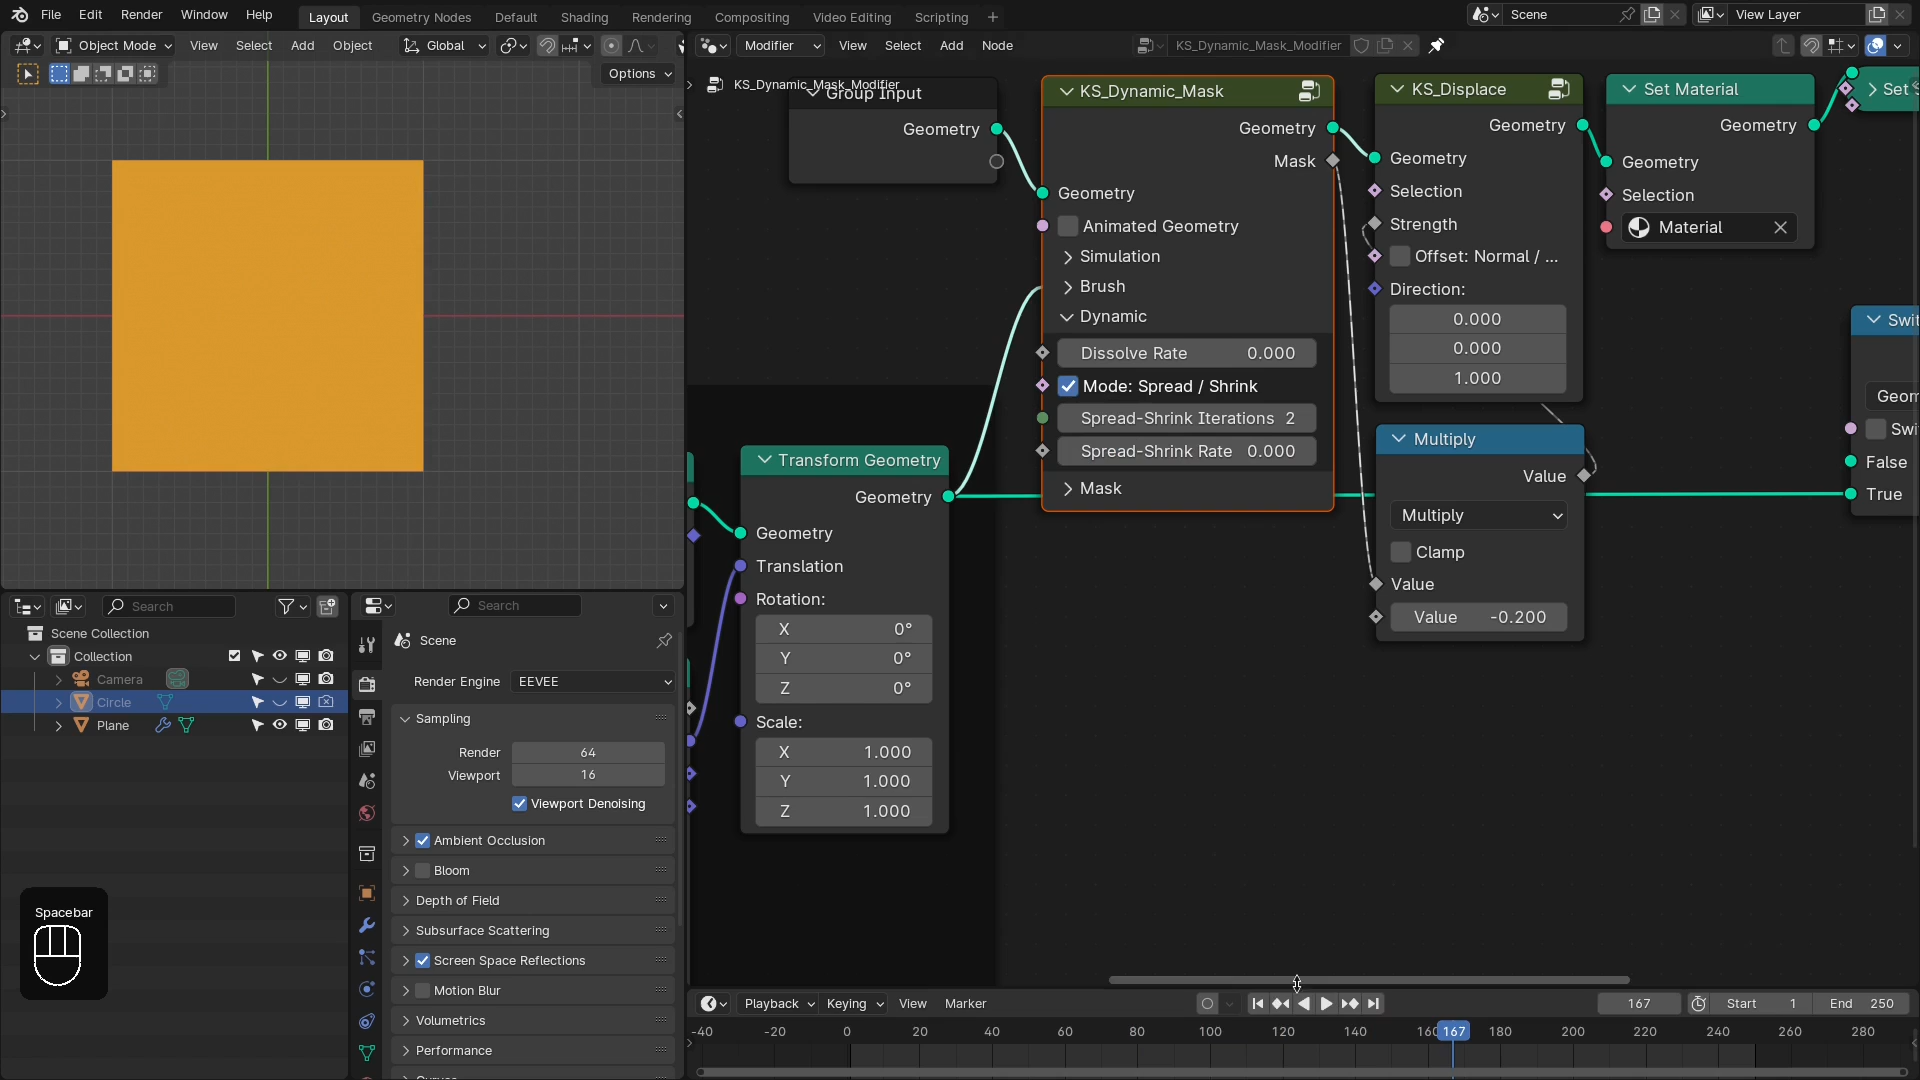 File Edit Render Window Help Layout Geometry Nodes Default Shading Rendering Compositing Video Editing Scripting Scene View Layer
Object Mode View Select Add Object Global
Options
Modifier View Select Add Node KS_Dynamic_Mask_Modifier
KS_Dynamic_Mask_Modifier
Group Input
Geometry
KS_Dynamic_Mask
Geometry
Mask
Geometry
Animated Geometry
Simulation
Brush
Dynamic
Dissolve Rate 0.000
Mode: Spread / Shrink
Spread-Shrink Iterations 2
Spread-Shrink Rate 0.000
Mask
KS_Displace
Geometry
Geometry
Selection
Strength
Offset: Normal / ...
Direction:
0.000
0.000
1.000
Set Material
Geometry
Geometry
Selection
Material
Set
Multiply
Value
Multiply
Clamp
Value
Value -0.200
Swit
Geom
Swi
False
True
Transform Geometry
Geometry
Geometry
Translation
Rotation:
X 0°
Y 0°
Z 0°
Scale:
X 1.000
Y 1.000
Z 1.000
Search
Scene Collection
Collection
Camera
Circle
Plane
Search
Scene
Render Engine EEVEE
Sampling
Render 64
Viewport 16
Viewport Denoising
Ambient Occlusion
Bloom
Depth of Field
Subsurface Scattering
Screen Space Reflections
Motion Blur
Volumetrics
Performance
Spacebar
Playback Keying View Marker 167 Start 1 End 250
-40 -20 0 20 40 60 80 100 120 140 160 167 180 200 220 240 260 280